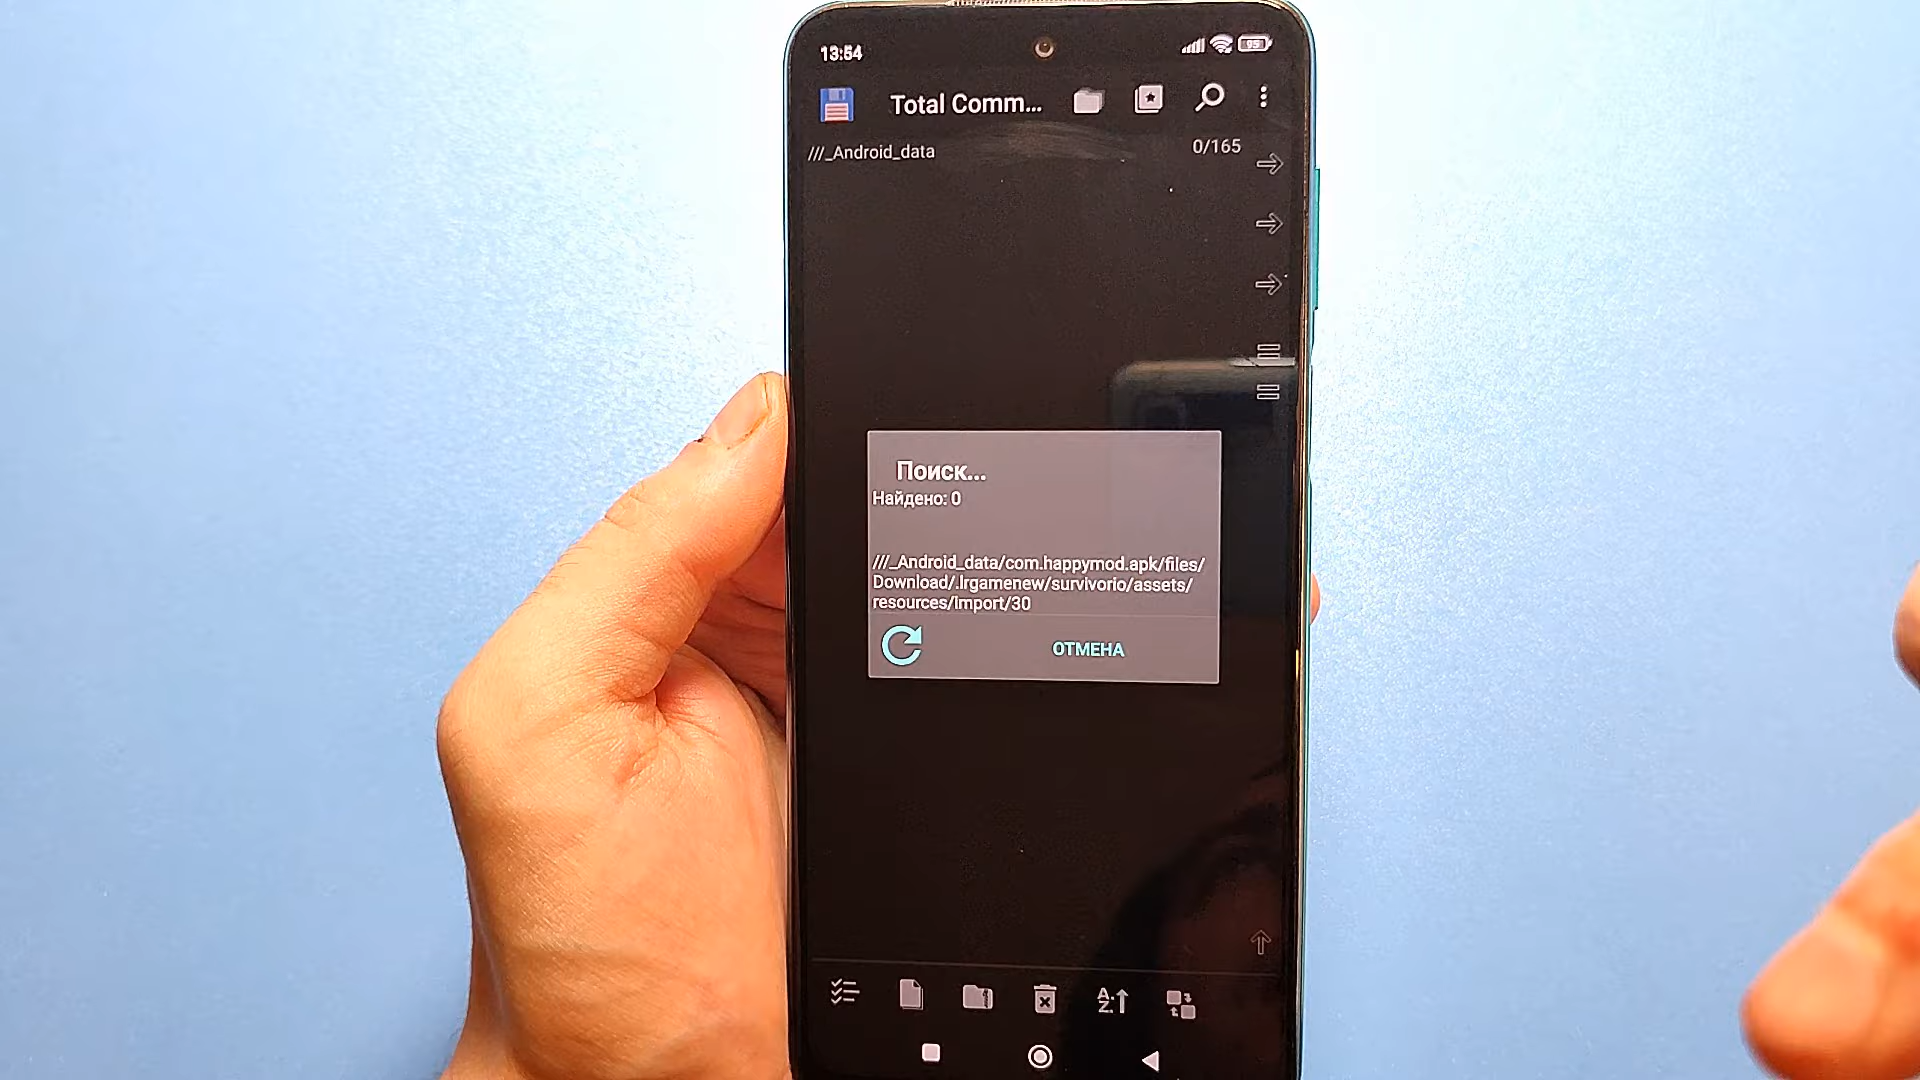 13:54
95
Total Comm...
///_Android_data
0/165
Поиск...
Найдено: 0
///_Android_data/com.happymod.apk/files/
Download/.lrgamenew/survivorio/assets/
resources/import/30
ОТМЕНА
A
Z